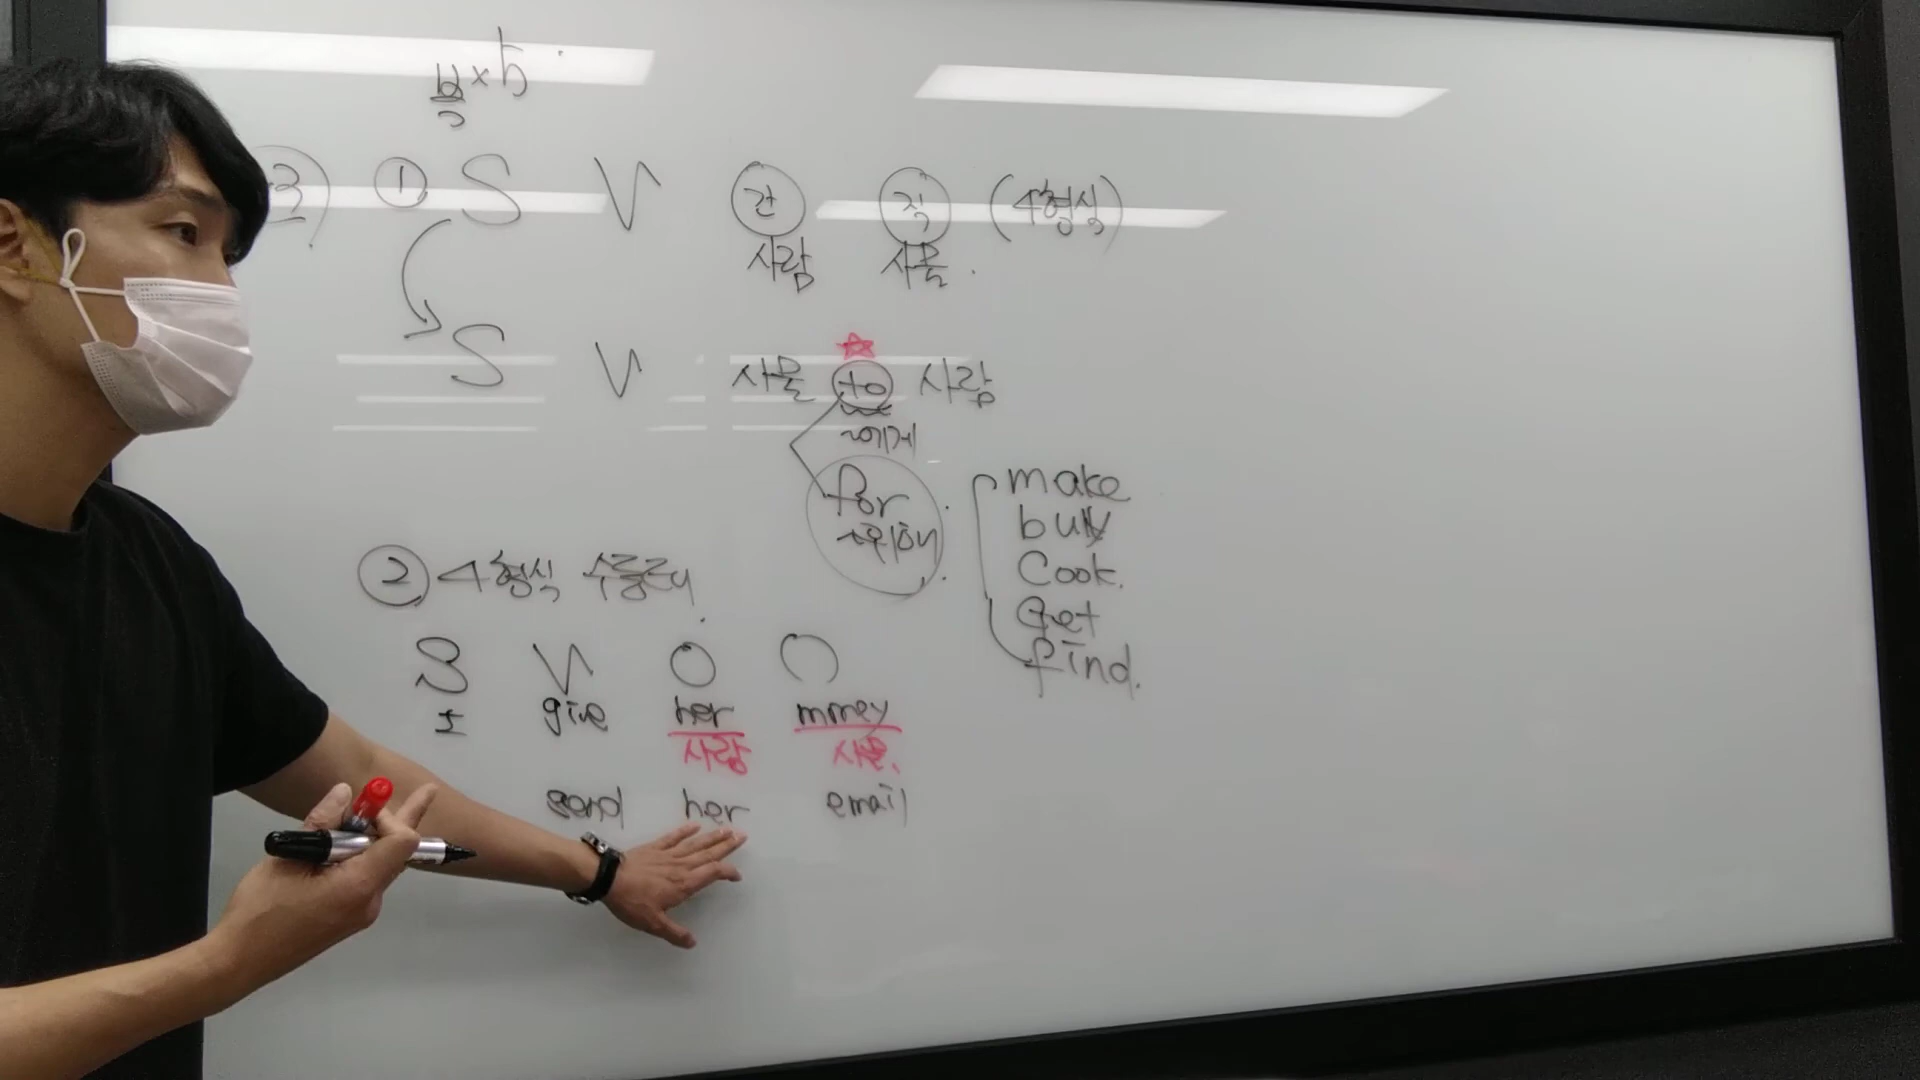 ③ ① S V 간 직 (4형식)
사람 사물.
S V 사물 to 사람
~에게
for
~위해
make
buy
Cook.
Get
find.
② 4형식 수동태
S V O O
I give her money
사람 사물.
send her email